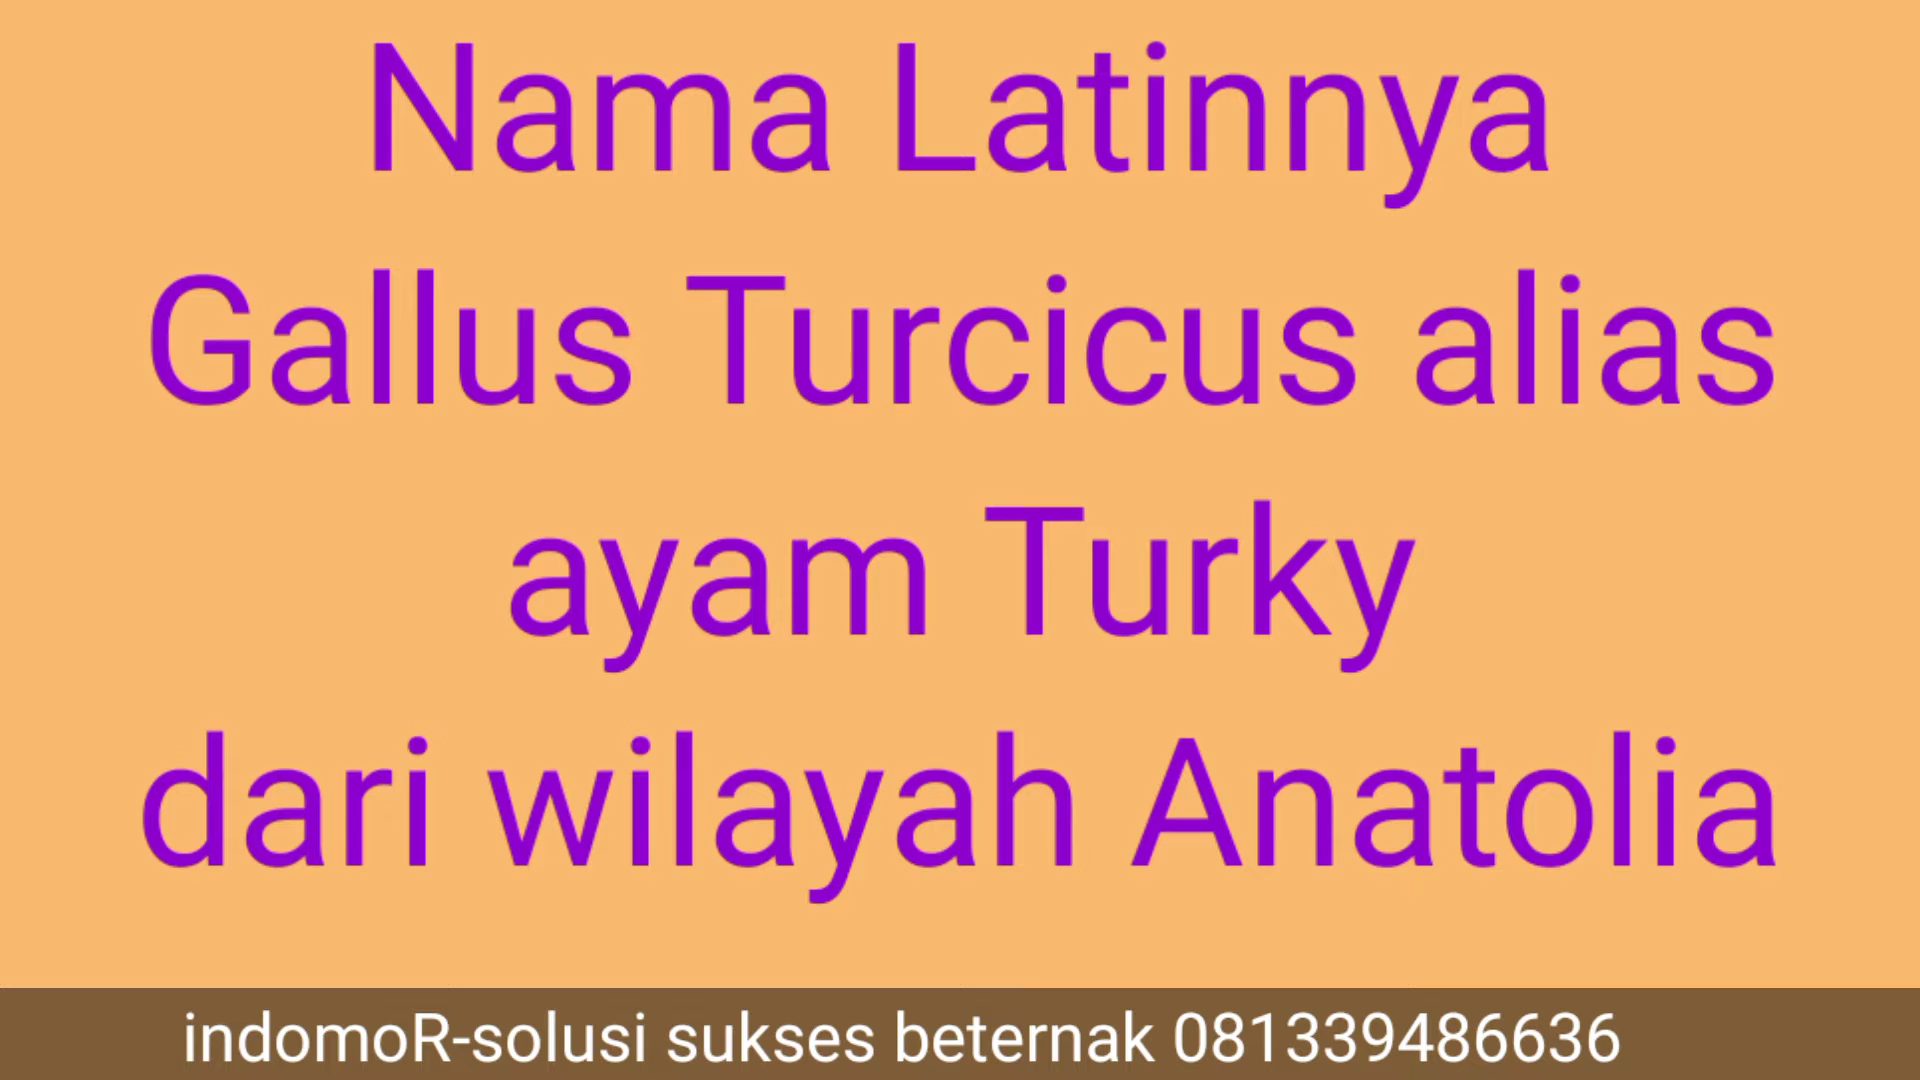 Nama Latinnya
Gallus Turcicus alias
ayam Turky
dari wilayah Anatolia
indomoR-solusi sukses beternak 081339486636